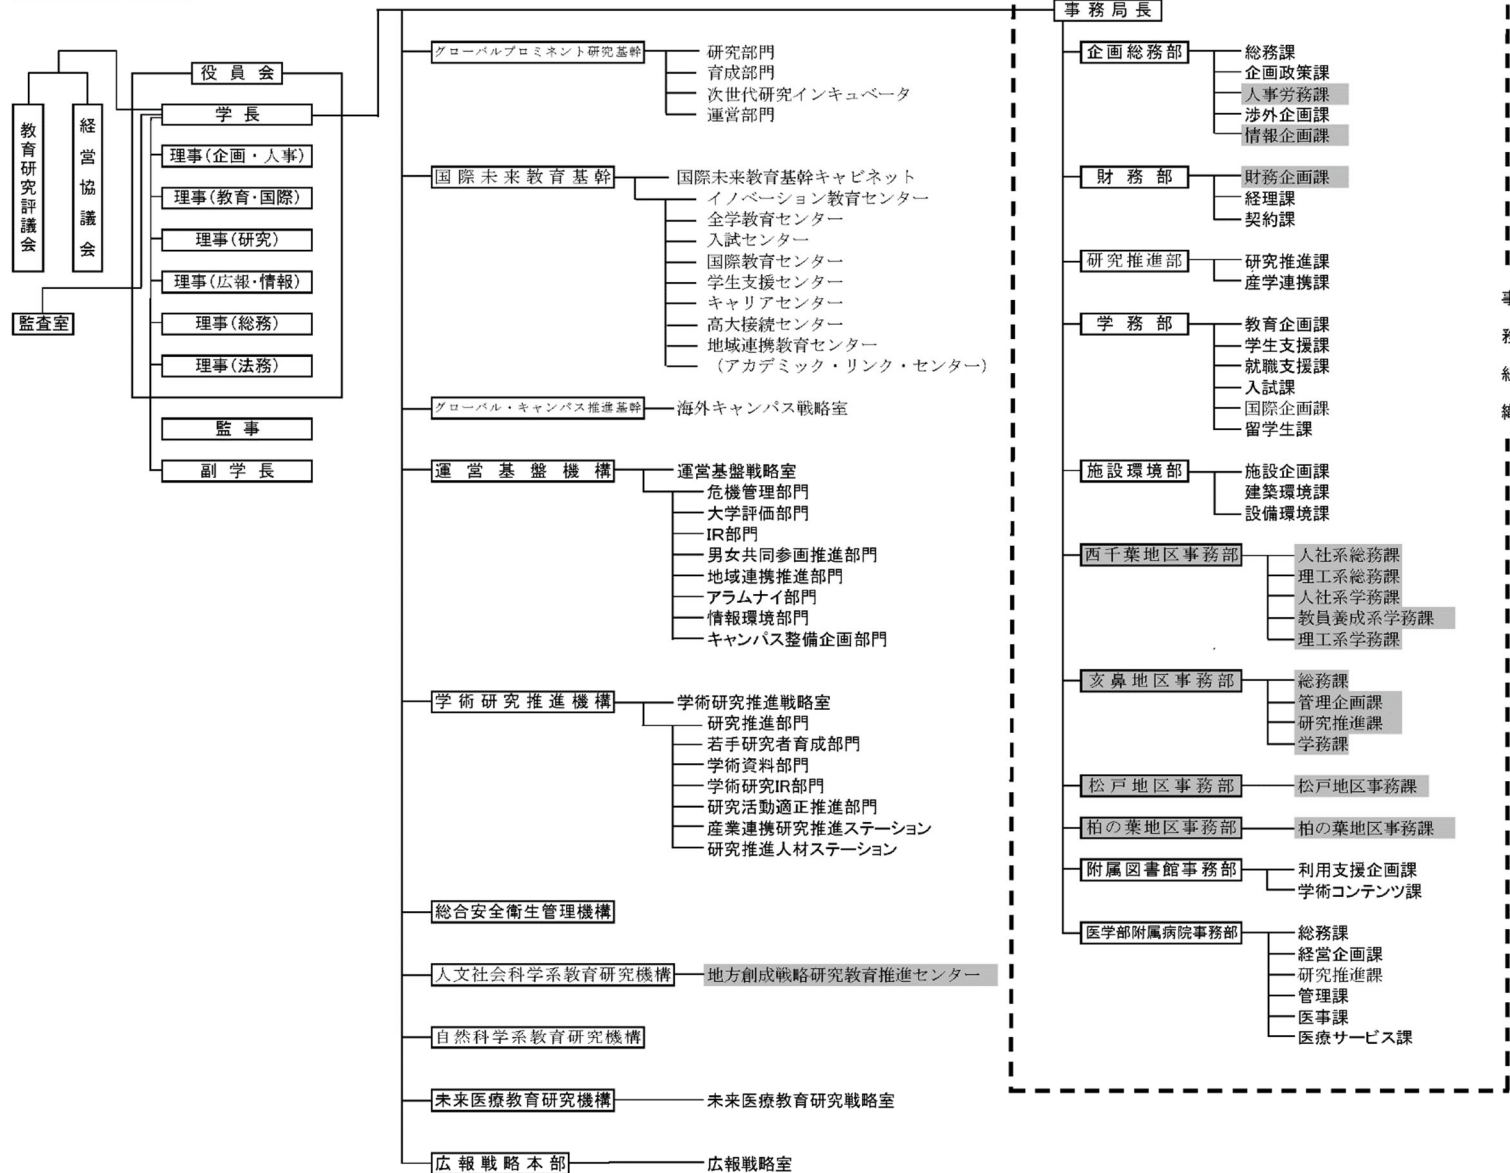 教育研究評議会
経営協議会
監査室
役員会
学長
理事(企画・人事)
理事(教育・国際)
理事(研究)
理事(広報・情報)
理事(総務)
理事(法務)
監事
副学長
グローバルプロミネント研究基幹
研究部門
育成部門
次世代研究インキュベータ
運営部門
国際未来教育基幹
国際未来教育基幹キャビネット
イノベーション教育センター
全学教育センター
入試センター
国際教育センター
学生支援センター
キャリアセンター
高大接続センター
地域連携教育センター
(アカデミック・リンク・センター)
グローバル・キャンパス推進基幹
海外キャンパス戦略室
運営基盤機構
運営基盤戦略室
危機管理部門
大学評価部門
IR部門
男女共同参画推進部門
地域連携推進部門
アラムナイ部門
情報環境部門
キャンパス整備企画部門
学術研究推進機構
学術研究推進戦略室
研究推進部門
若手研究者育成部門
学術資料部門
学術研究IR部門
研究活動適正推進部門
産業連携研究推進ステーション
研究推進人材ステーション
総合安全衛生管理機構
人文社会科学系教育研究機構
地方創成戦略研究教育推進センター
自然科学系教育研究機構
未来医療教育研究機構
未来医療教育研究戦略室
広報戦略本部
広報戦略室
事務局長
企画総務部
総務課
企画政策課
人事労務課
渉外企画課
情報企画課
財務部
財務企画課
経理課
契約課
研究推進部
研究推進課
産学連携課
学務部
教育企画課
学生支援課
就職支援課
入試課
国際企画課
留学生課
施設環境部
施設企画課
建築環境課
設備環境課
西千葉地区事務部
人社系総務課
理工系総務課
人社系学務課
教員養成系学務課
理工系学務課
亥鼻地区事務部
総務課
管理企画課
研究推進課
学務課
松戸地区事務部
松戸地区事務課
柏の葉地区事務部
柏の葉地区事務課
附属図書館事務部
利用支援企画課
学術コンテンツ課
医学部附属病院事務部
総務課
経営企画課
研究推進課
管理課
医事課
医療サービス課